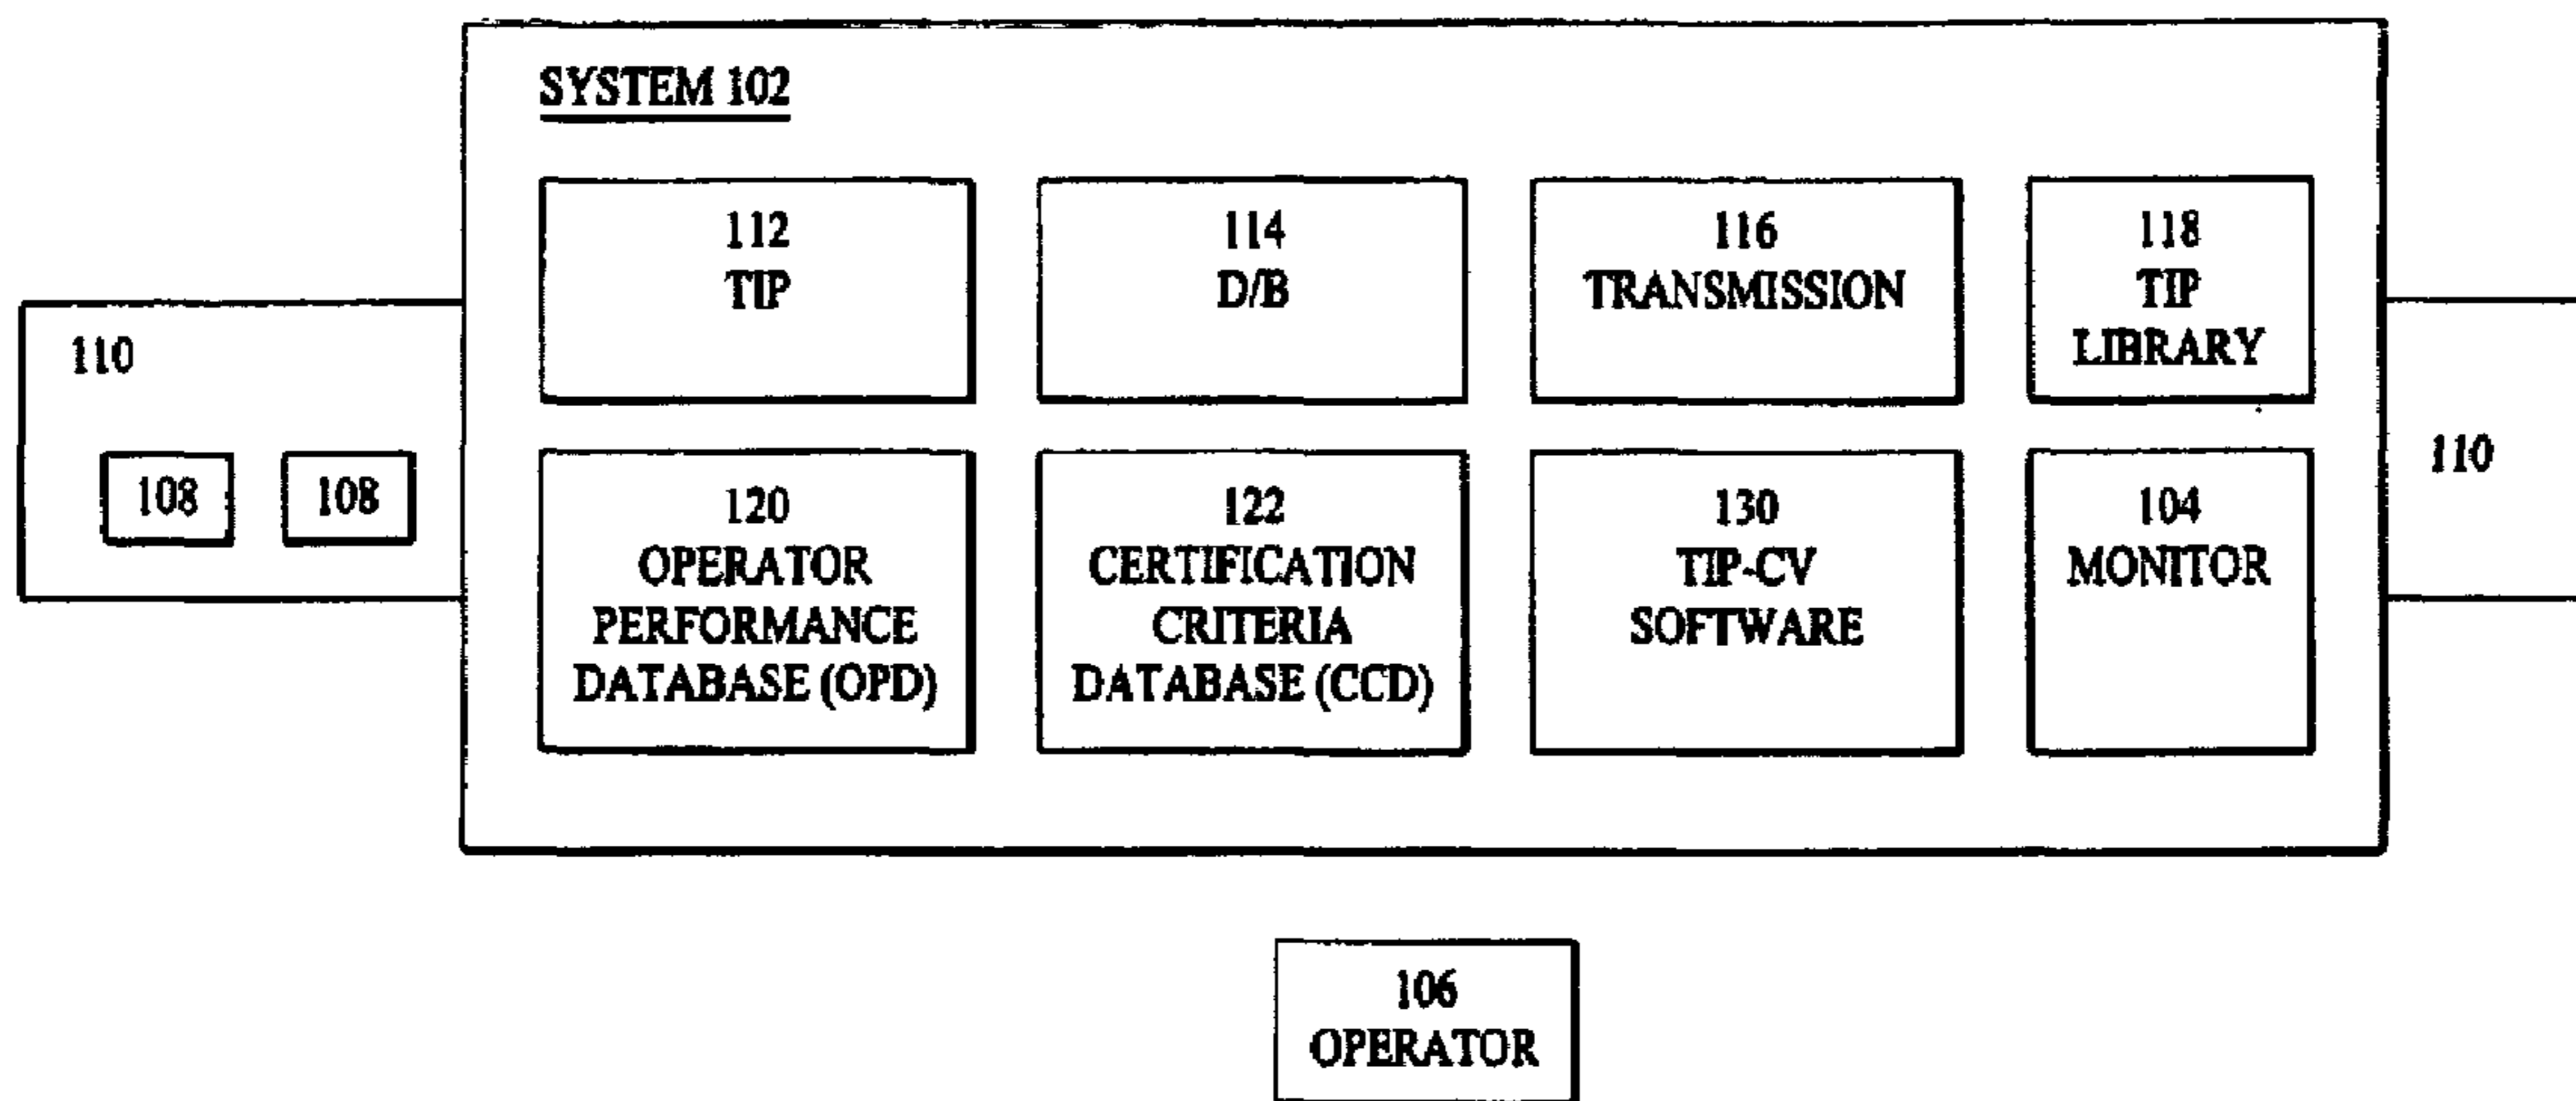 SYSTEM 102
112
TIP
114
D/B
116
TRANSMISSION
118
TIP
LIBRARY
110
108
108
120
OPERATOR
PERFORMANCE
DATABASE (OPD)
122
CERTIFICATION
CRITERIA
DATABASE (CCD)
130
TIP-CV
SOFTWARE
104
MONITOR
110
106
OPERATOR